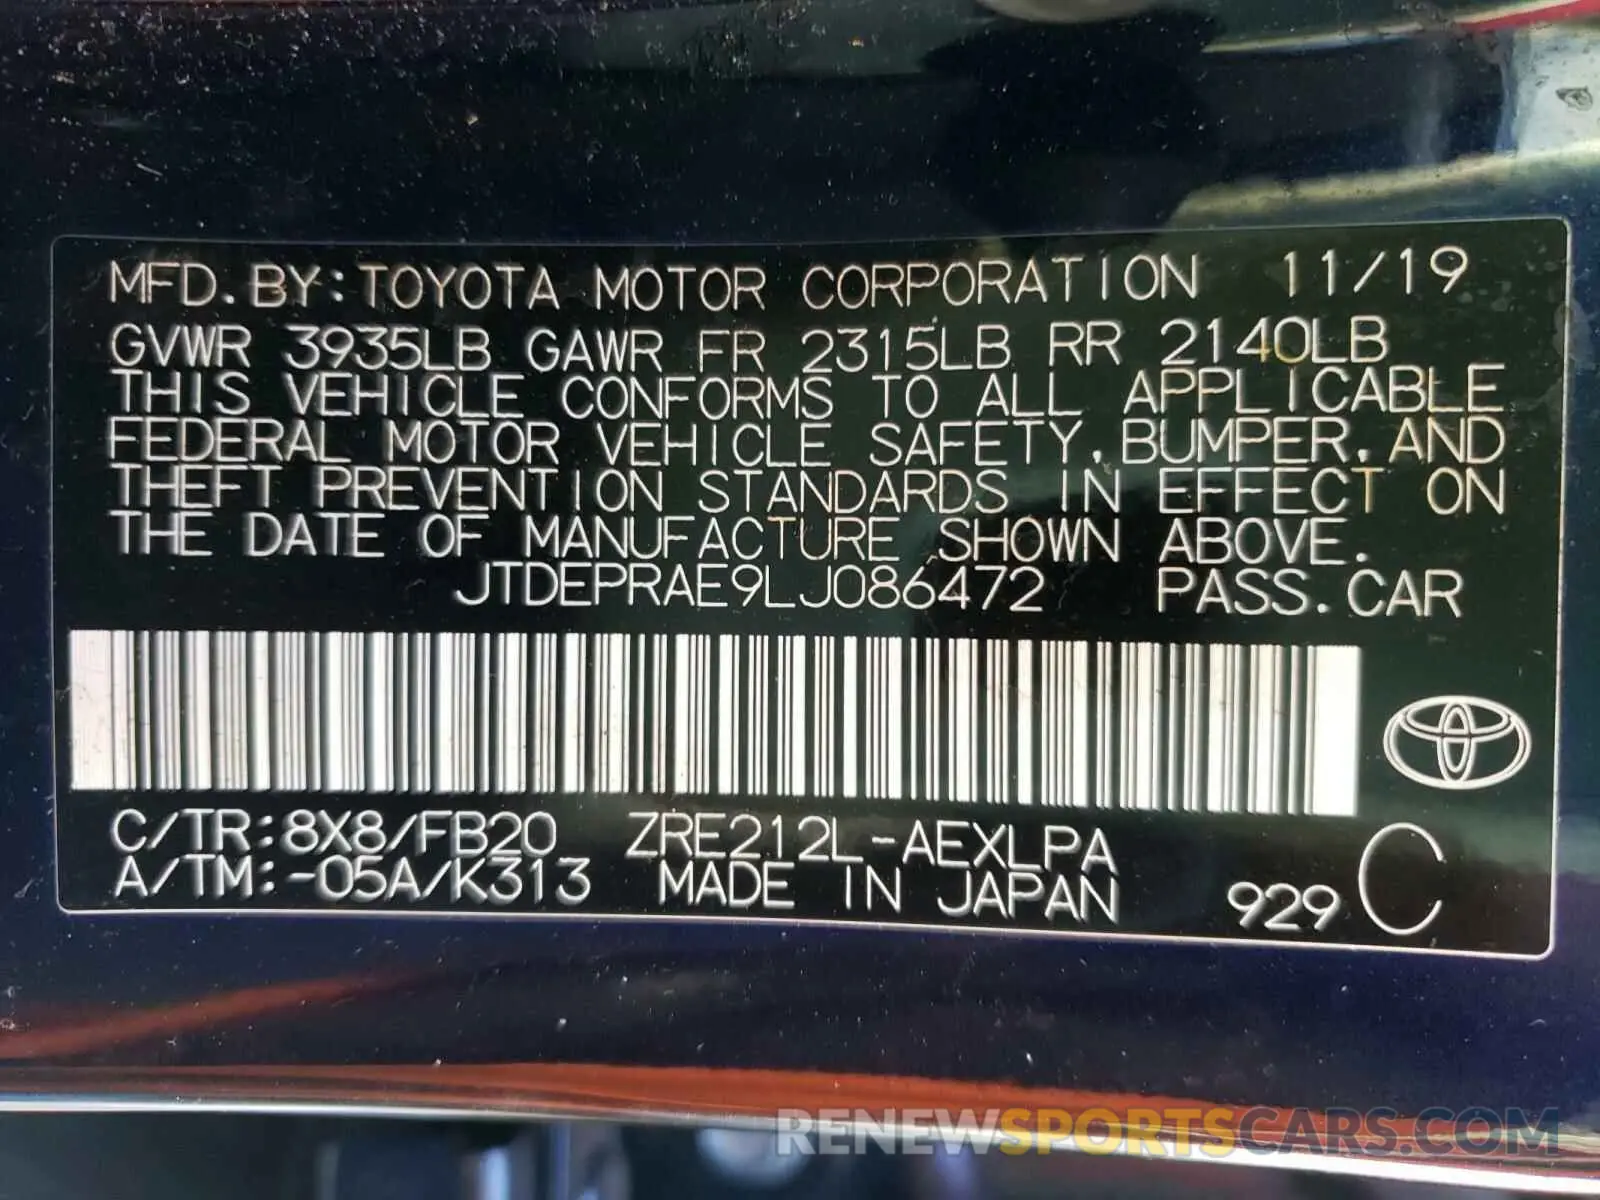 MFD. BY: TOYOTA MOTOR CORPORATION 11/19
GVWR 3935LB GAWR FR 2315LB RR 2140LB
THIS VEHICLE CONFORMS TO ALL APPLICABLE
FEDERAL MOTOR VEHICLE SAFETY, BUMPER, AND
THEFT PREVENTION STANDARDS IN EFFECT ON
THE DATE OF MANUFACTURE SHOWN ABOVE.
JTDEPRAE9LJ086472 PASS. CAR
C/TR: 8X8/FB20 ZRE212L-AEXLPA
A/TM: -05A/K313 MADE IN JAPAN 929 C
RENEWSPORTSCARS.COM